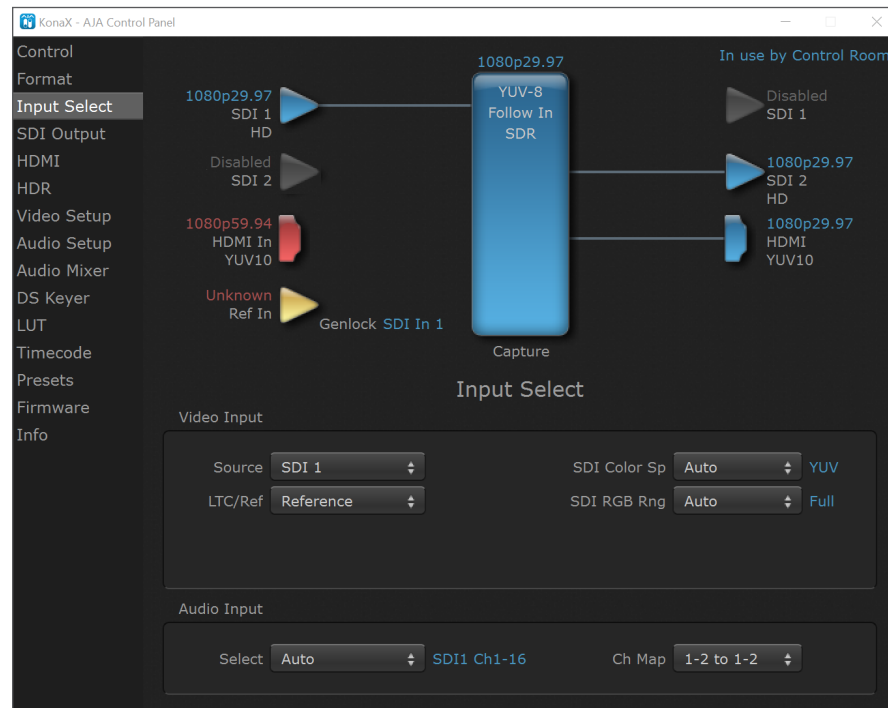 KonaX - AJA Control Panel
Control
Format
Input Select
SDI Output
HDMI
HDR
Video Setup
Audio Setup
Audio Mixer
DS Keyer
LUT
Timecode
Presets
Firmware
Info
In use by Control Room
1080p29.97
SDI 1
HD
Disabled
SDI 2
1080p59.94
HDMI In
YUV10
Unknown
Ref In
Genlock SDI In 1
1080p29.97
YUV-8
Follow In
SDR
Capture
Disabled
SDI 1
1080p29.97
SDI 2
HD
1080p29.97
HDMI
YUV10
Input Select
Video Input
Source SDI 1 SDI Color Sp Auto YUV
LTC/Ref Reference SDI RGB Rng Auto Full
Audio Input
Select Auto SDI1 Ch1-16 Ch Map 1-2 to 1-2